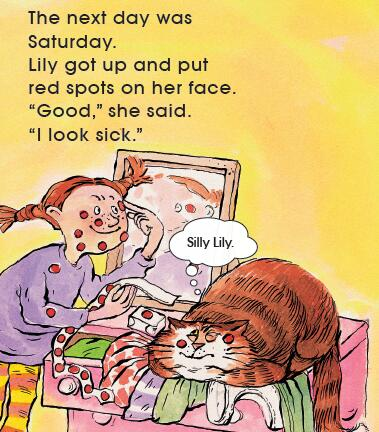 The next day was
Saturday.
Lily got up and put
red spots on her face.
“Good,” she said.
“I look sick.”
Silly Lily.